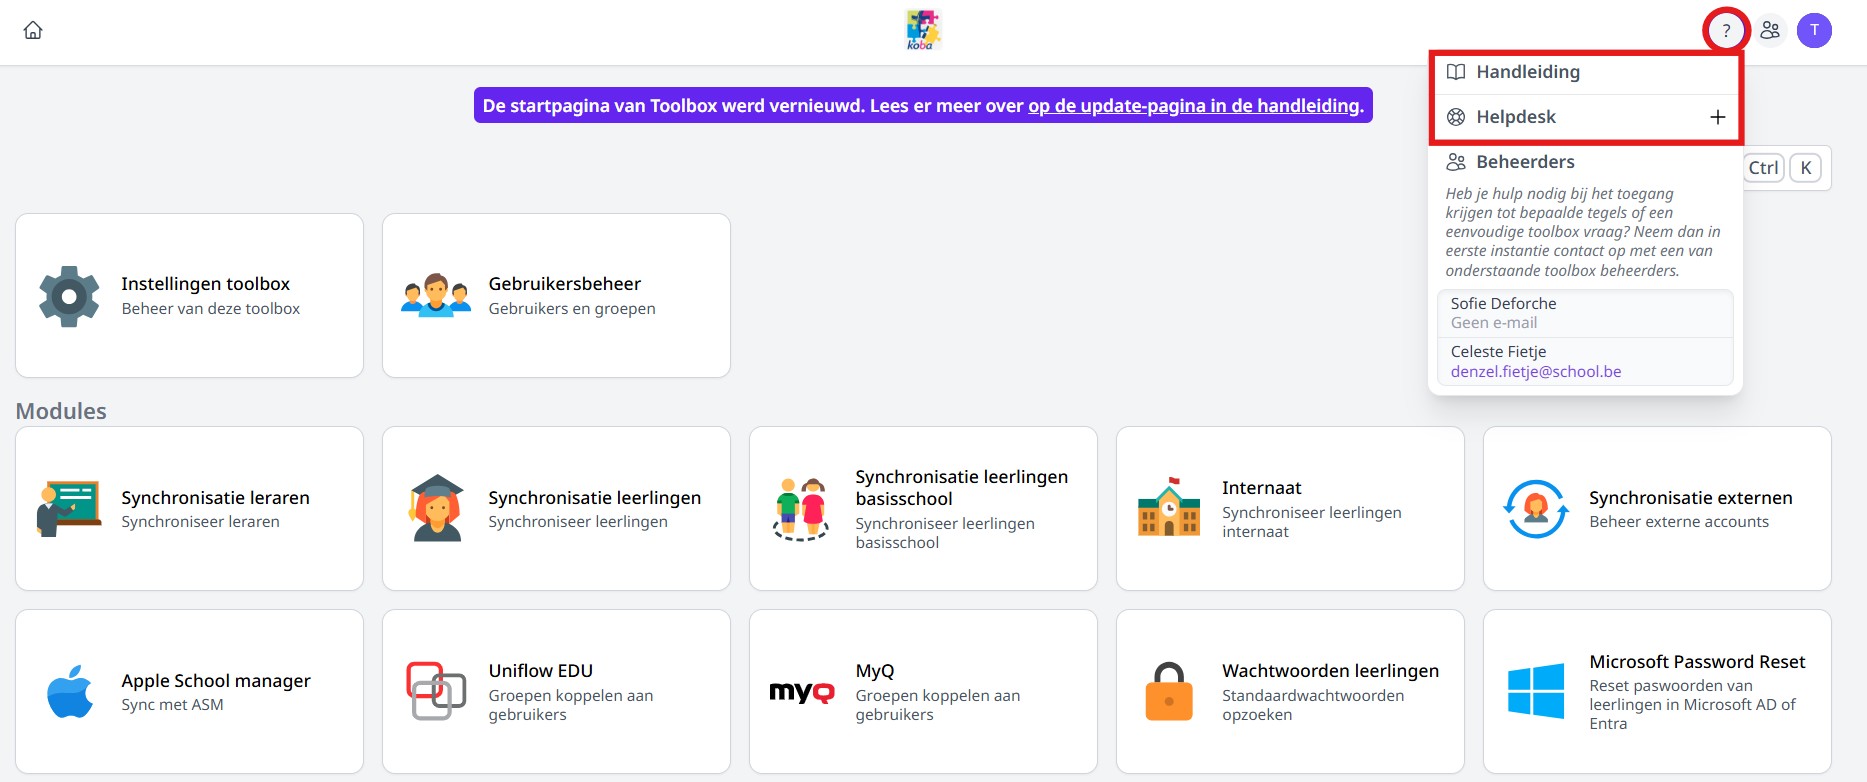 koba
?
T
Handleiding
Helpdesk
De startpagina van Toolbox werd vernieuwd. Lees er meer over op de update-pagina in de handleiding.
Beheerders
Heb je hulp nodig bij het toegang
krijgen tot bepaalde tegels of een
eenvoudige toolbox vraag? Neem dan in
eerste instantie contact op met een van
onderstaande toolbox beheerders.
Sofie Deforche
Geen e-mail
Celeste Fietje
denzel.fietje@school.be
Ctrl K
Instellingen toolbox
Beheer van deze toolbox
Gebruikersbeheer
Gebruikers en groepen
Modules
Synchronisatie leraren
Synchroniseer leraren
Synchronisatie leerlingen
Synchroniseer leerlingen
Synchronisatie leerlingen
basisschool
Synchroniseer leerlingen
basisschool
Internaat
Synchroniseer leerlingen
internaat
Synchronisatie externen
Beheer externe accounts
Apple School manager
Sync met ASM
Uniflow EDU
Groepen koppelen aan
gebruikers
myQ
MyQ
Groepen koppelen aan
gebruikers
Wachtwoorden leerlingen
Standaardwachtwoorden
opzoeken
Microsoft Password Reset
Reset paswoorden van
leerlingen in Microsoft AD of
Entra